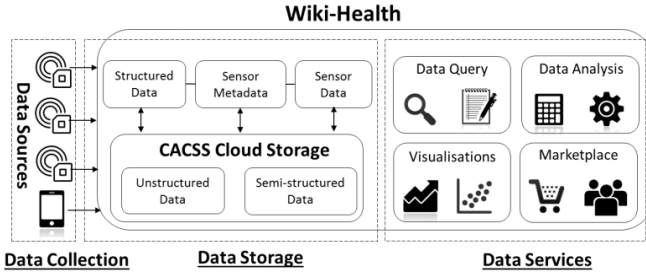 Wiki-Health
Data Sources
Structured
Data
Sensor
Metadata
Sensor
Data
CACSS Cloud Storage
Unstructured
Data
Semi-structured
Data
Data Query
Data Analysis
Visualisations
Marketplace
Data Collection
Data Storage
Data Services